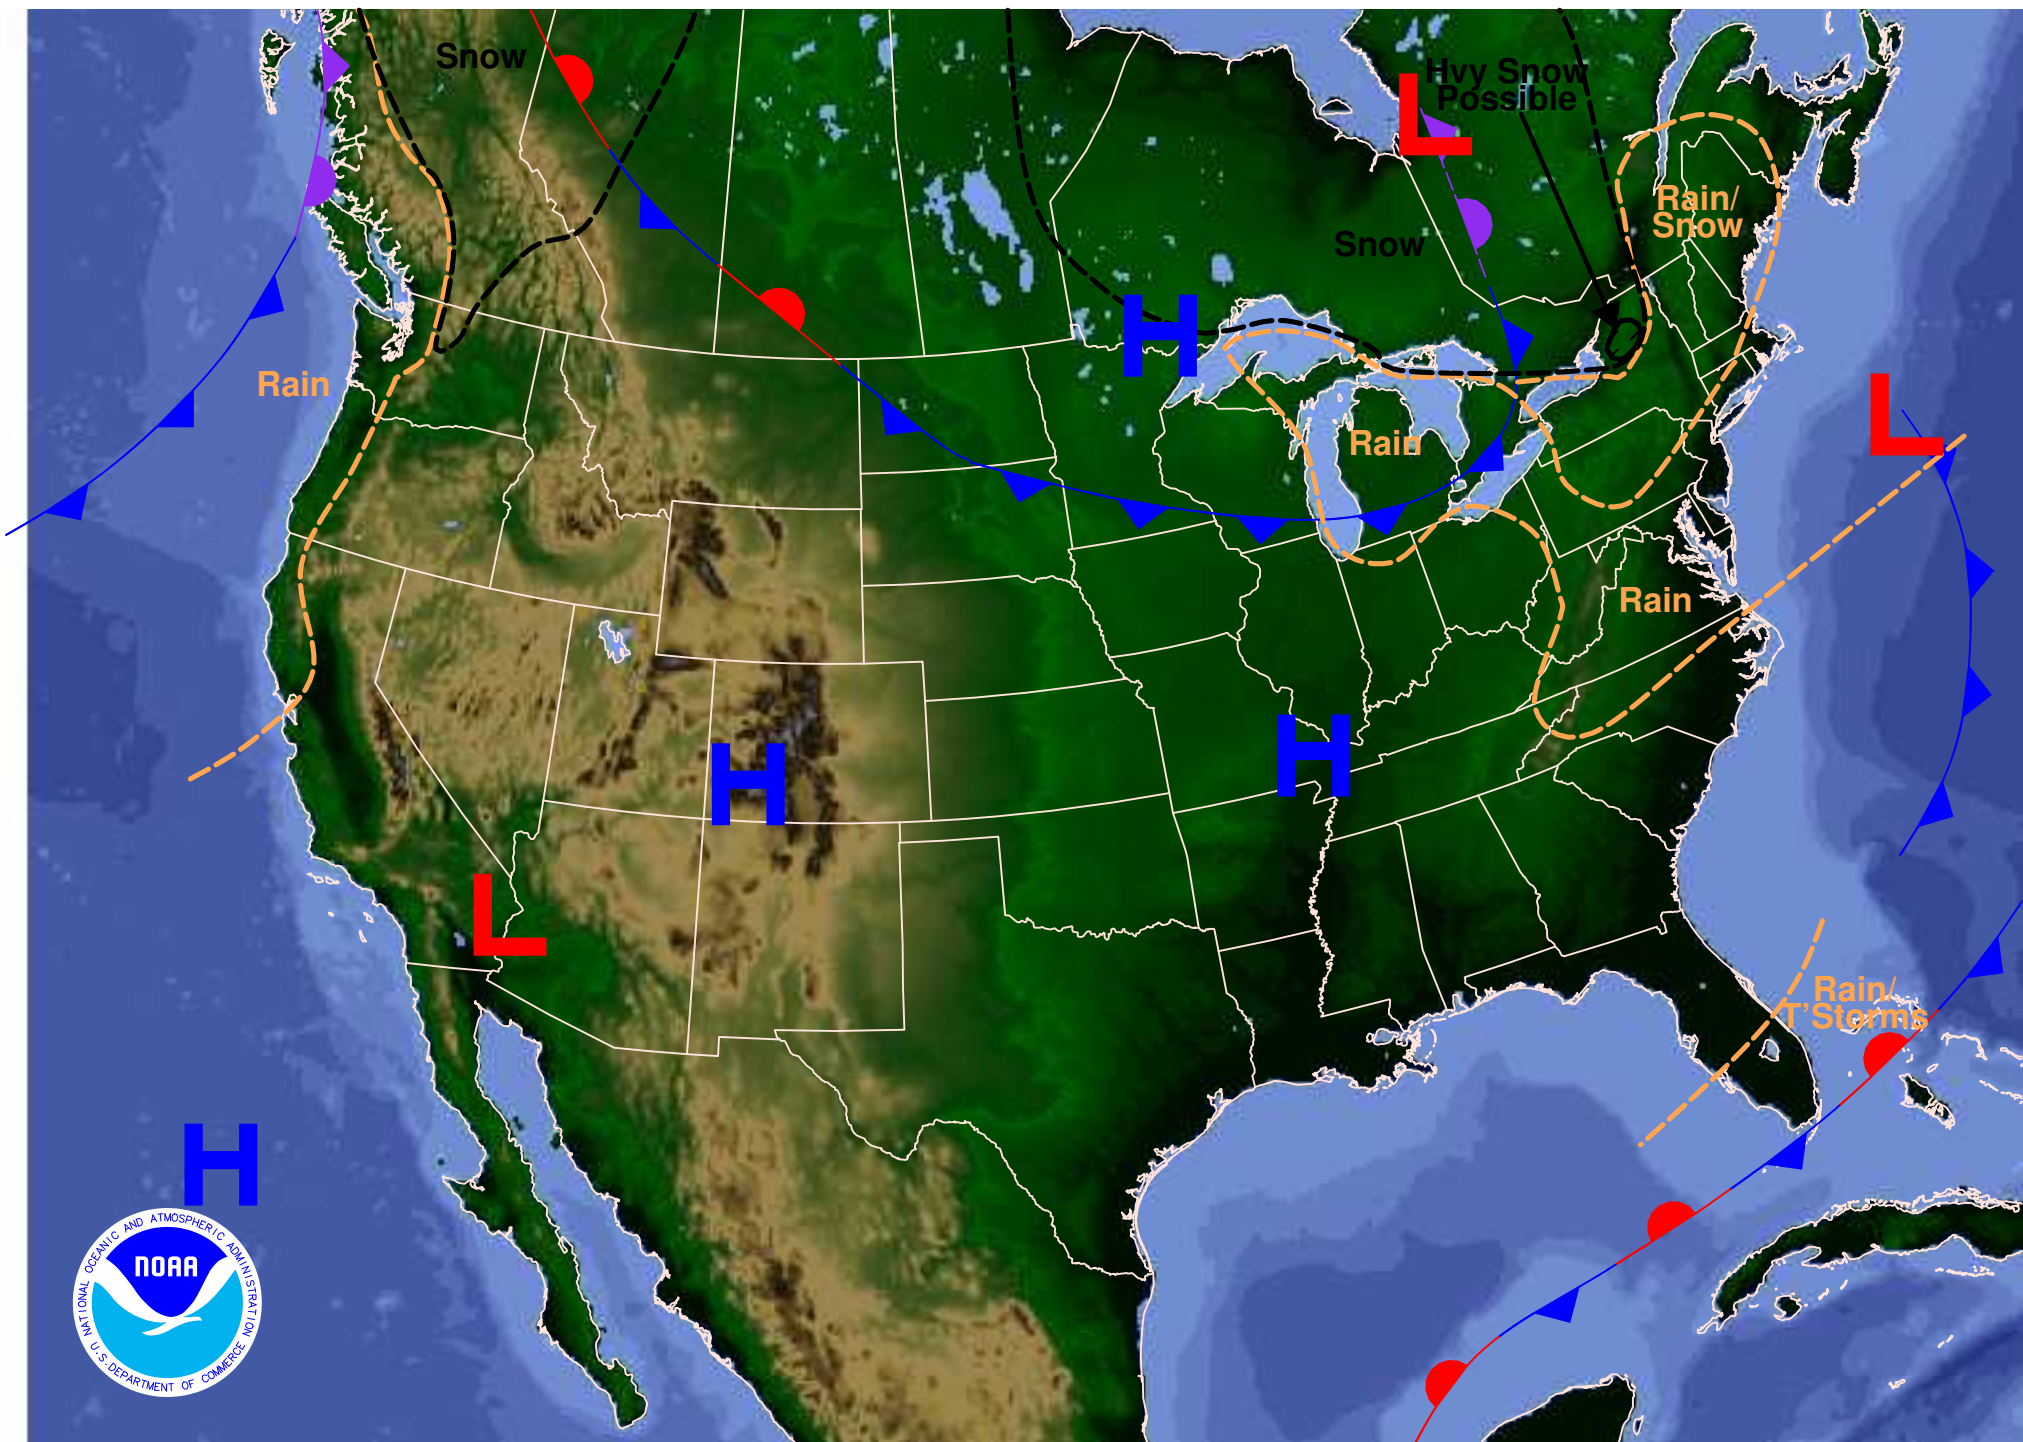 Snow
Hvy Snow
Possible
L
Rain/
Snow
Snow
H
Rain
L
Rain
Rain
H
H
L
Rain/
T'Storms
H
NATIONAL OCEANIC AND ATMOSPHERIC ADMINISTRATION
NOAA
U.S. DEPARTMENT OF COMMERCE